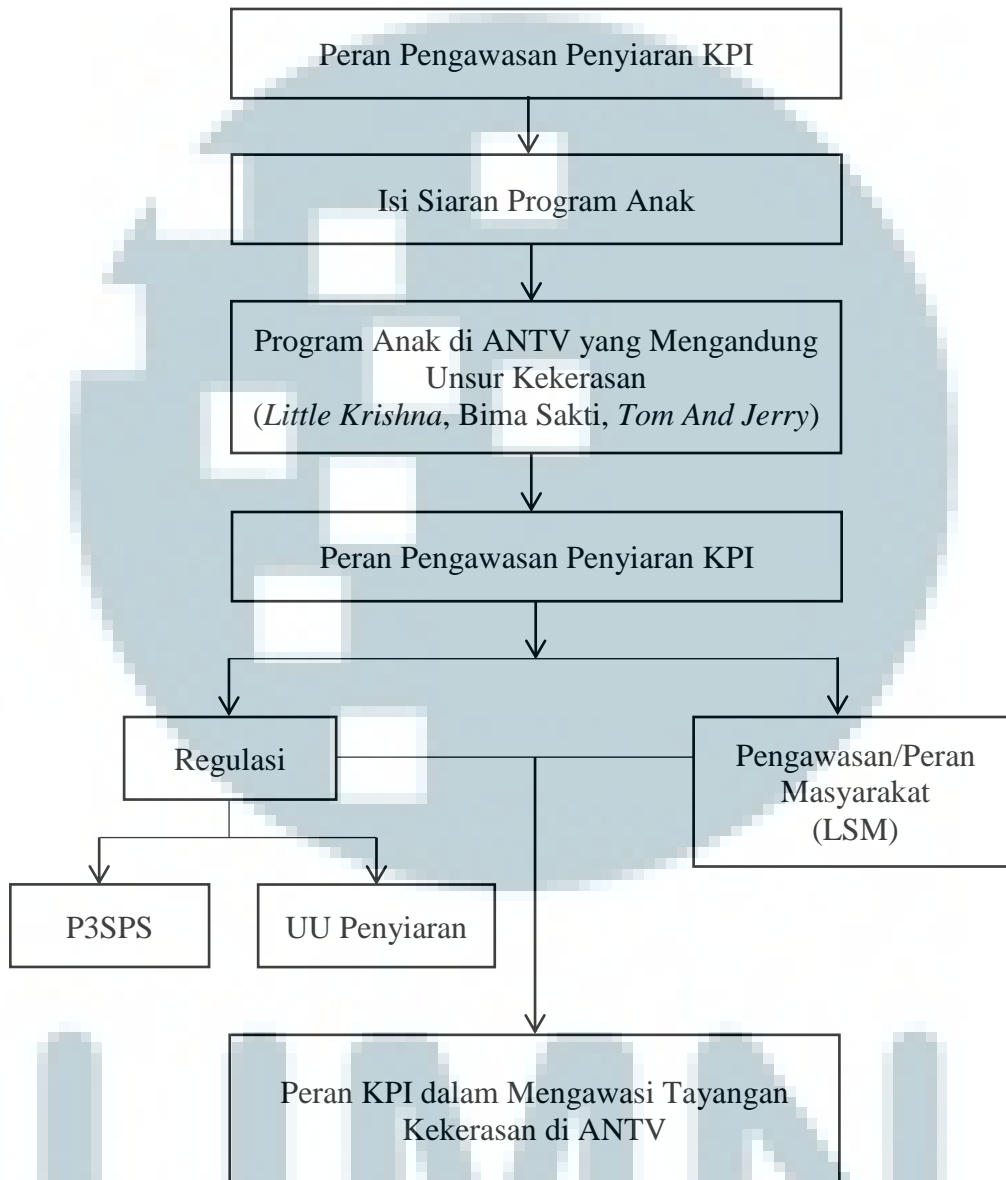 Peran Pengawasan Penyiaran KPI
Isi Siaran Program Anak
Program Anak di ANTV yang Mengandung
Unsur Kekerasan
(Little Krishna, Bima Sakti, Tom And Jerry)
Peran Pengawasan Penyiaran KPI
Regulasi
Pengawasan/Peran
Masyarakat
(LSM)
P3SPS
UU Penyiaran
Peran KPI dalam Mengawasi Tayangan
Kekerasan di ANTV
UMN